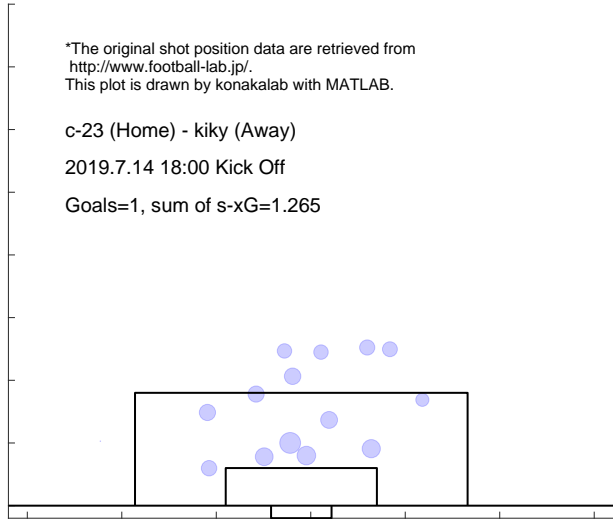 *The original shot position data are retrieved from
http://www.football-lab.jp/.
This plot is drawn by konakalab with MATLAB.
c-23 (Home) - kiky (Away)
2019.7.14 18:00 Kick Off
Goals=1, sum of s-xG=1.265